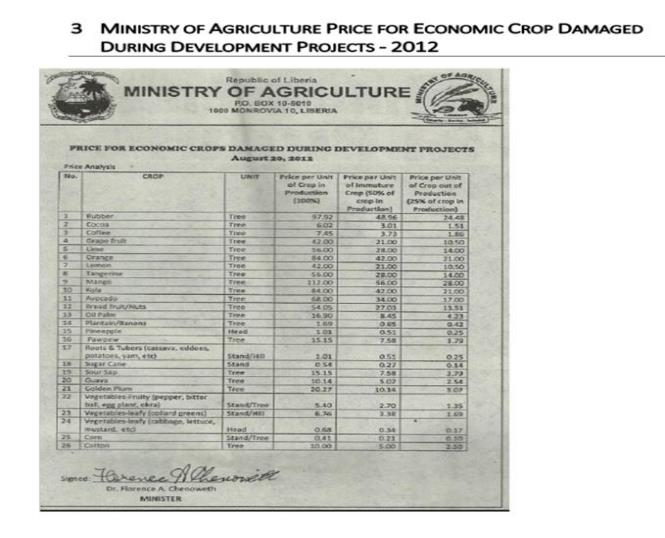 3 MINISTRY OF AGRICULTURE PRICE FOR ECONOMIC CROP DAMAGED
DURING DEVELOPMENT PROJECTS - 2012
Republic of Liberia
MINISTRY OF AGRICULTURE
P.O. BOX 10-9010
1000 MONROVIA 10, LIBERIA
MINISTRY OF AGRICULTURE
PRICE FOR ECONOMIC CROPS DAMAGED DURING DEVELOPMENT PROJECTS
August 20, 2012
Price Analysis
No. CROP UNIT Price per Unit of Crop in Production (100%) Price per Unit of Immature Crop (50% of crop in Production) Price per Unit of Crop out of Production (25% of crop in Production)
1 Rubber Tree 97.92 48.96 24.48
2 Cocoa Tree 6.02 3.01 1.51
3 Coffee Tree 7.45 3.73 1.86
4 Grape fruit Tree 42.00 21.00 10.50
5 Lime Tree 56.00 28.00 14.00
6 Orange Tree 84.00 42.00 21.00
7 Lemon Tree 42.00 21.00 10.50
8 Tangerine Tree 56.00 28.00 14.00
9 Mango Tree 112.00 56.00 28.00
10 Kola Tree 84.00 42.00 21.00
11 Avocado Tree 68.00 34.00 17.00
12 Bread Fruit/Nuts Tree 54.05 27.03 13.51
13 Oil Palm Tree 16.90 8.45 4.23
14 Plantain/Banana Tree 1.69 0.85 0.42
15 Pineapple Head 1.01 0.51 0.25
16 Pawpaw Tree 15.15 7.58 3.79
17 Roots & Tubers (cassava, eddoes,
potatoes, yam, etc) Stand/Hill 1.01 0.51 0.25
18 Sugar Cane Stand 0.54 0.27 0.14
19 Sour Sap Tree 15.15 7.58 3.79
20 Guava Tree 10.14 5.07 2.54
21 Golden Plum Tree 20.27 10.14 5.07
22 Vegetables-Fruity (pepper, bitter
ball, egg plant, okra) Stand/Tree 5.40 2.70 1.35
23 Vegetables-leafy (collard greens) Stand/Hill 6.76 3.38 1.69
24 Vegetables-leafy (cabbage, lettuce,
mustard, etc) Head 0.68 0.34 0.17
25 Corn Stand/Tree 0.41 0.21 0.10
26 Cotton Tree 10.00 5.00 2.50
Signed: Florence A Chenoweth
Dr. Florence A. Chenoweth
MINISTER